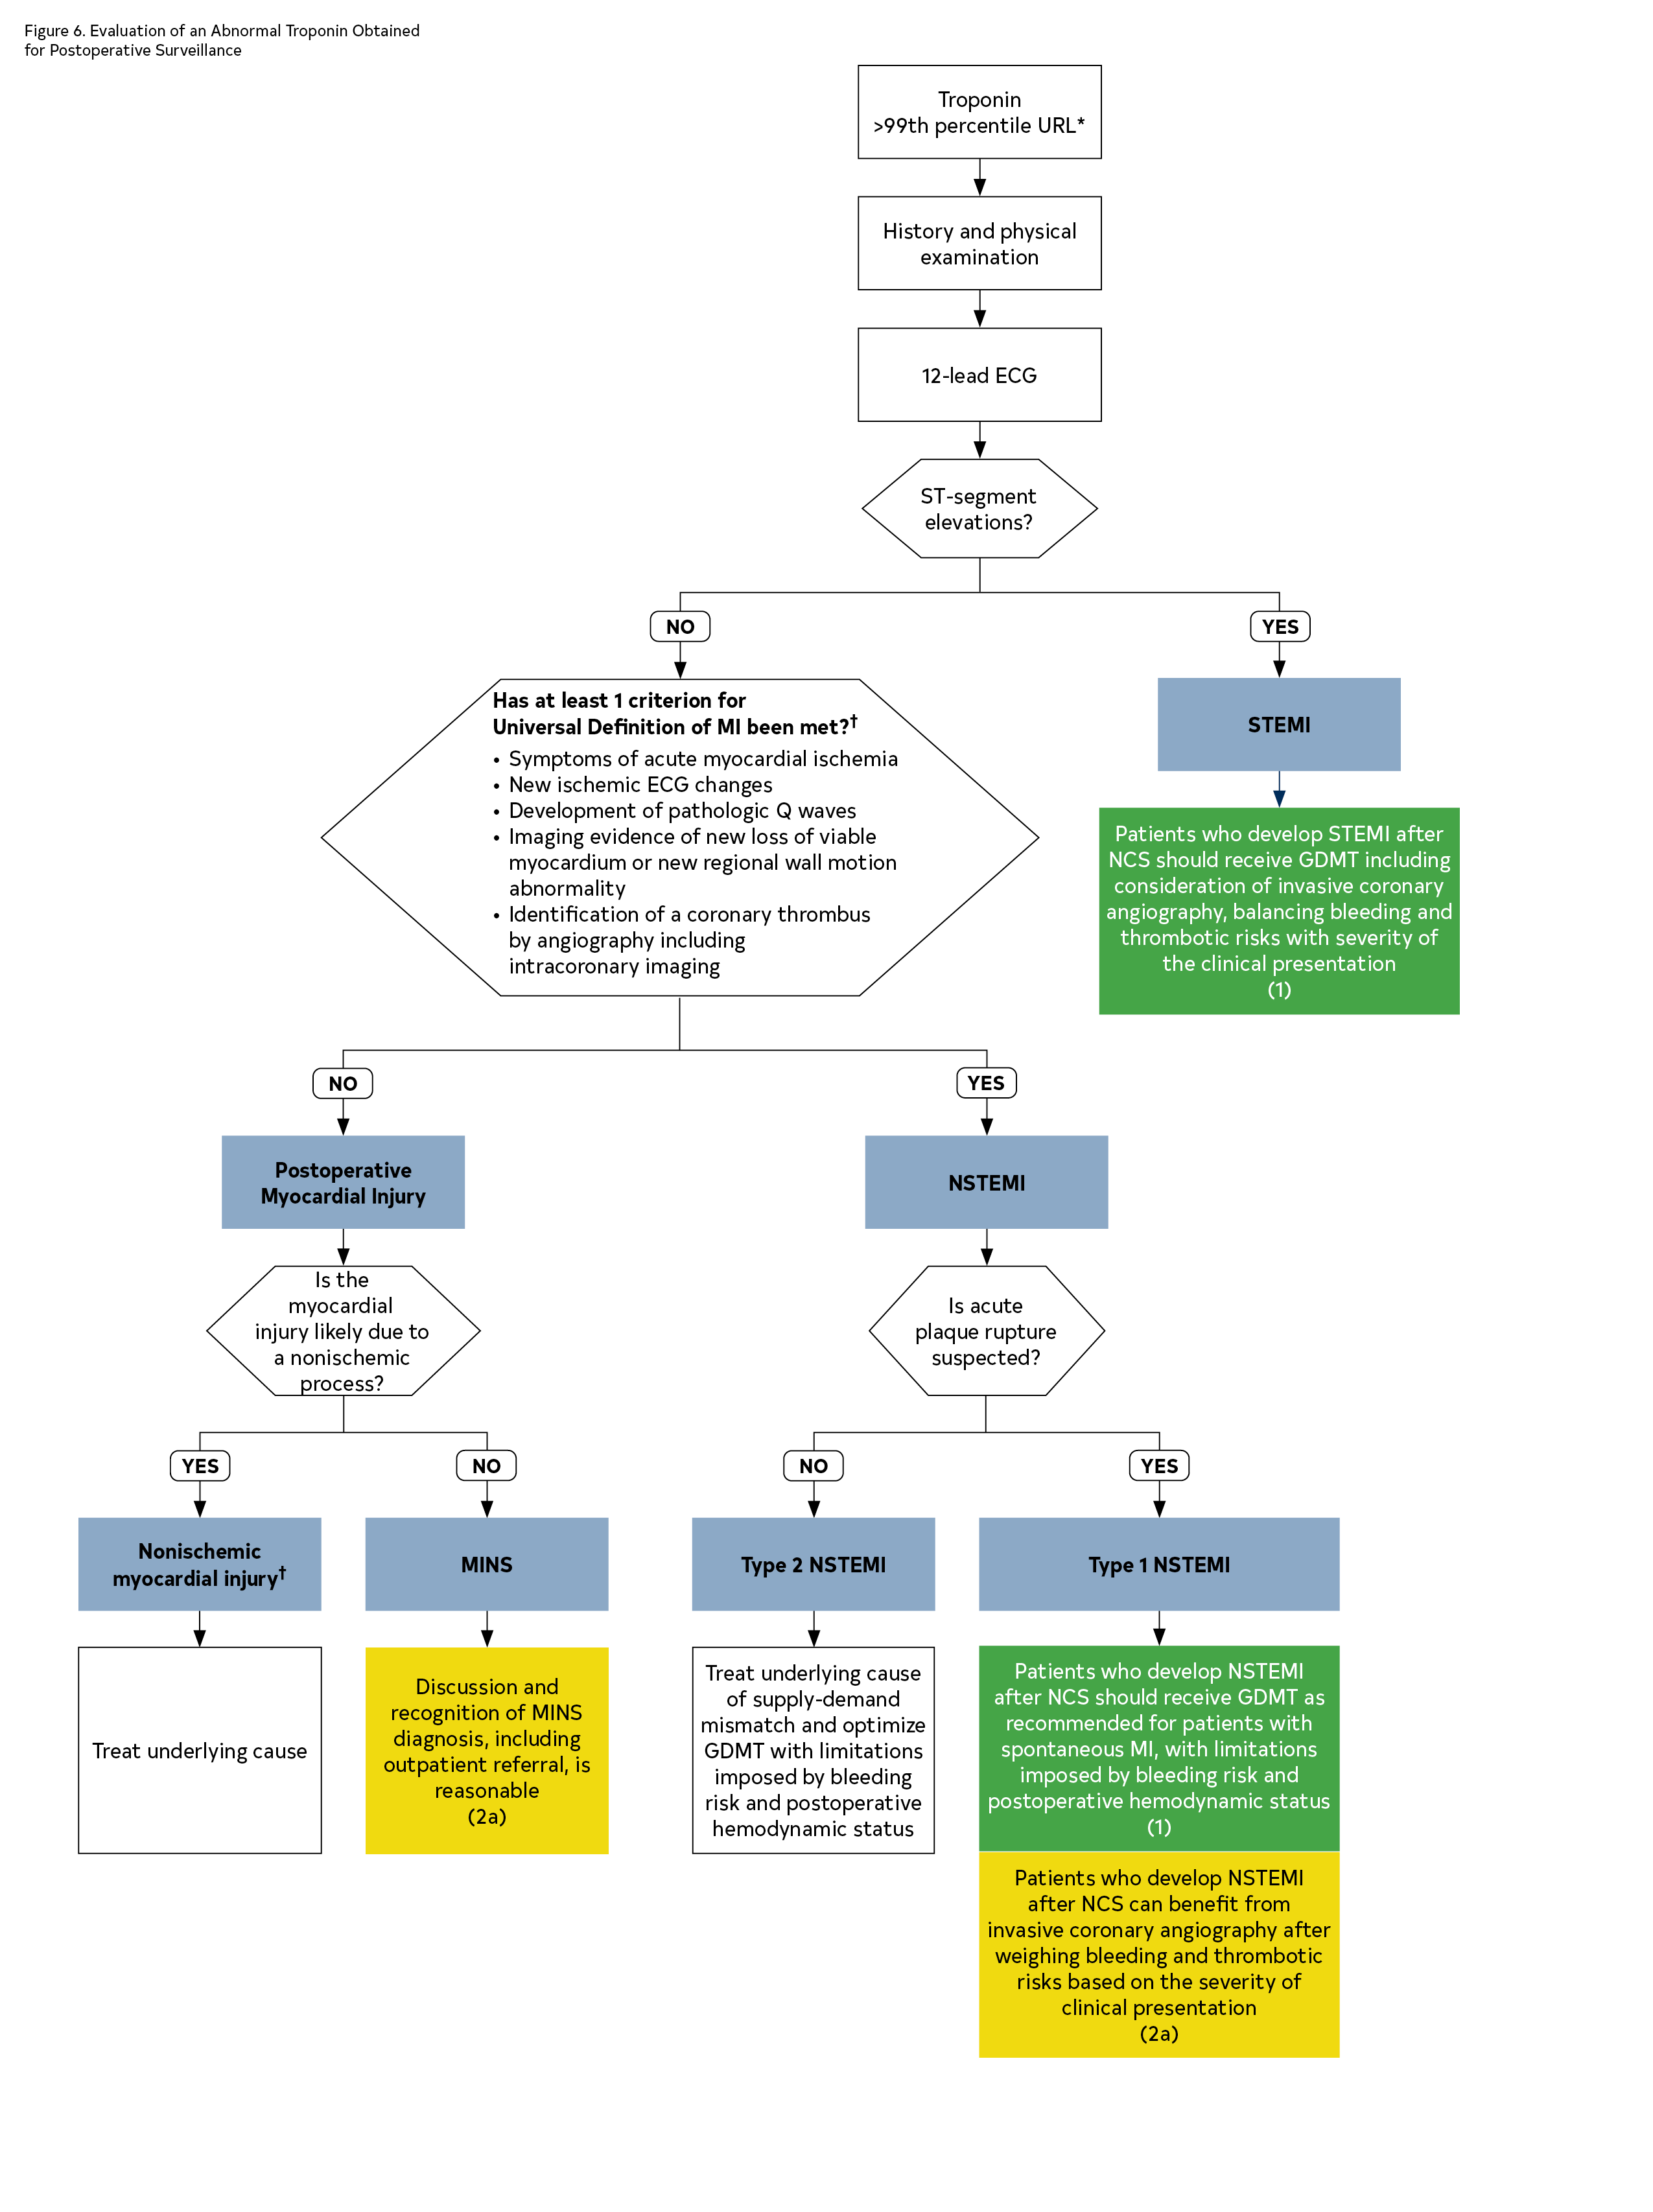 Figure 6. Evaluation of an Abnormal Troponin Obtained
for Postoperative Surveillance
Troponin
>99th percentile URL*
History and physical
examination
12-lead ECG
ST-segment
elevations?
NO
YES
Has at least 1 criterion for
Universal Definition of MI been met?†
• Symptoms of acute myocardial ischemia
• New ischemic ECG changes
• Development of pathologic Q waves
• Imaging evidence of new loss of viable
myocardium or new regional wall motion
abnormality
• Identification of a coronary thrombus
by angiography including
intracoronary imaging
STEMI
Patients who develop STEMI after
NCS should receive GDMT including
consideration of invasive coronary
angiography, balancing bleeding and
thrombotic risks with severity of
the clinical presentation
(1)
NO
YES
Postoperative
Myocardial Injury
NSTEMI
Is the
myocardial
injury likely due to
a nonischemic
process?
Is acute
plaque rupture
suspected?
YES
NO
NO
YES
Nonischemic
myocardial injury†
MINS
Type 2 NSTEMI
Type 1 NSTEMI
Treat underlying cause
Discussion and
recognition of MINS
diagnosis, including
outpatient referral, is
reasonable
(2a)
Treat underlying cause
of supply-demand
mismatch and optimize
GDMT with limitations
imposed by bleeding
risk and postoperative
hemodynamic status
Patients who develop NSTEMI
after NCS should receive GDMT as
recommended for patients with
spontaneous MI, with limitations
imposed by bleeding risk and
postoperative hemodynamic status
(1)
Patients who develop NSTEMI
after NCS can benefit from
invasive coronary angiography after
weighing bleeding and thrombotic
risks based on the severity of
clinical presentation
(2a)